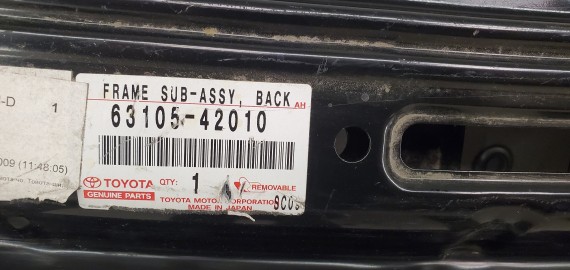 FRAME SUB-ASSY, BACK AH
63105-42010
-D 1
009 (11:48:05)
TOYOTA QTY: 1 REMOVABLE
GENUINE PARTS TOYOTA MOTOR CORPORATION SC05
MADE IN JAPAN